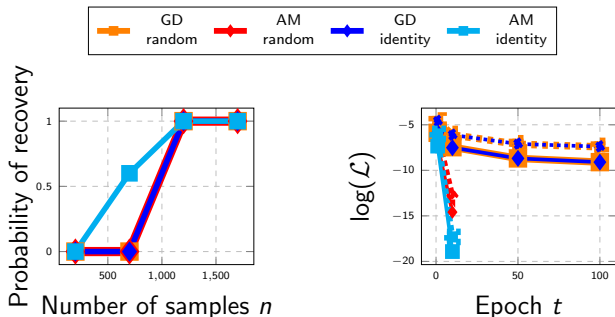 GD random
AM random
GD identity
AM identity
Probability of recovery
1
0.5
0
500 1,000 1,500
Number of samples n
log(ℒ)
−5
−10
−15
−20
0 50 100
Epoch t